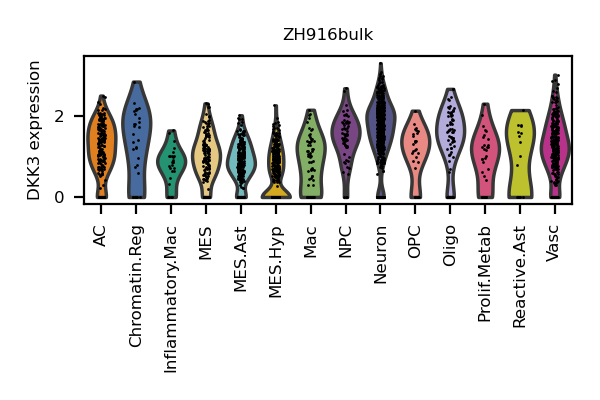 ZH916bulk
DKK3 expression
2
0
AC
Chromatin.Reg
Inflammatory.Mac
MES
MES.Ast
MES.Hyp
Mac
NPC
Neuron
OPC
Oligo
Prolif.Metab
Reactive.Ast
Vasc